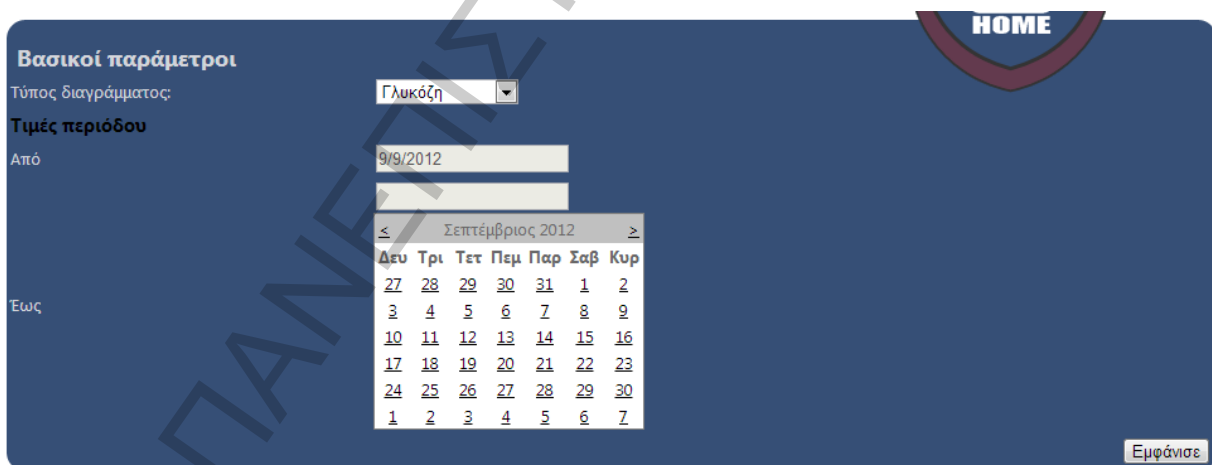 HOME
Βασικοί παράμετροι
Τύπος διαγράμματος: Γλυκόζη
Τιμές περιόδου
Από 9/9/2012
< Σεπτέμβριος 2012 >
Δευ Τρι Τετ Πεμ Παρ Σαβ Κυρ
27 28 29 30 31 1 2
Έως
3 4 5 6 7 8 9
10 11 12 13 14 15 16
17 18 19 20 21 22 23
24 25 26 27 28 29 30
1 2 3 4 5 6 7
Εμφάνισε
ΠΑΝΕΠΙΣ